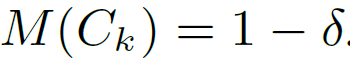 M(C_k) = 1 − δ.